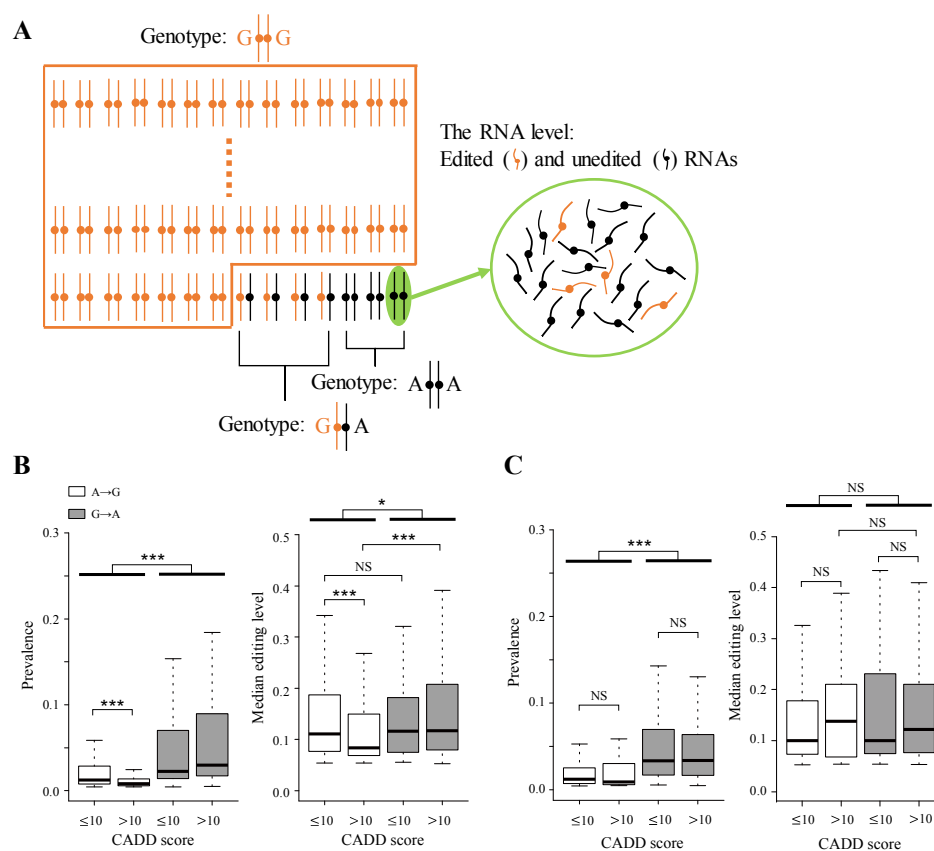 A
Genotype: G G
The RNA level:
Edited ( ) and unedited ( ) RNAs
Genotype: A A
Genotype: G A
B
A→G
G→A
Prevalence
0.3
0.2
0.1
0.0
***
***
≤10 >10 ≤10 >10
CADD score
Median editing level
0.5
0.4
0.3
0.2
0.1
0.0
*
***
NS
***
≤10 >10 ≤10 >10
CADD score
C
Prevalence
0.3
0.2
0.1
0.0
***
NS
NS
≤10 >10 ≤10 >10
CADD score
Median editing level
0.5
0.4
0.3
0.2
0.1
0.0
NS
NS
NS
NS
≤10 >10 ≤10 >10
CADD score